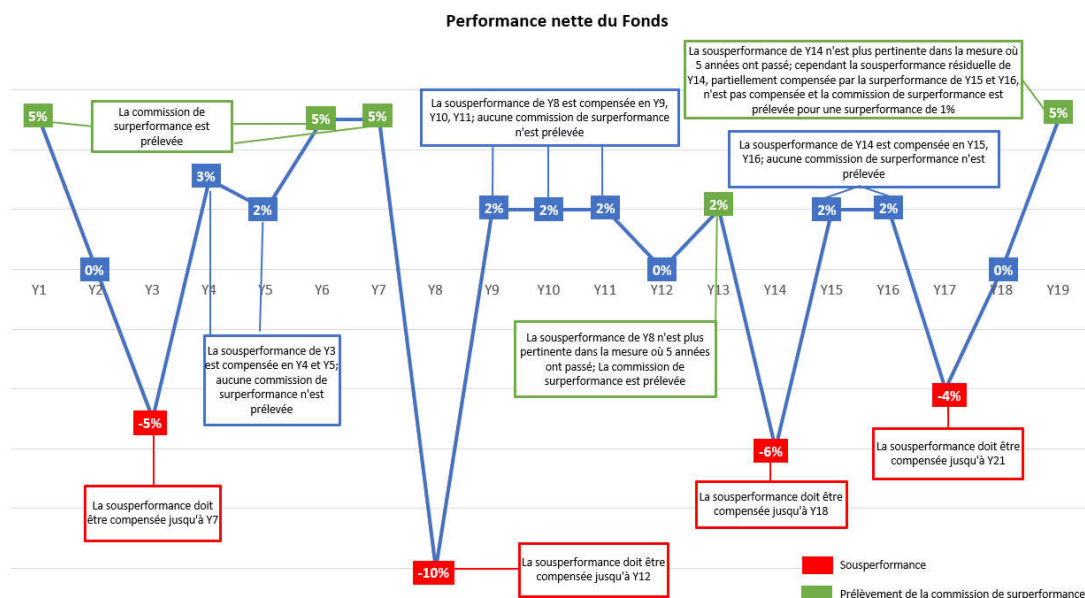 Performance nette du Fonds
La sousperformance de Y14 n'est plus pertinente dans la mesure où
5 années ont passé; cependant la sousperformance résiduelle de
Y14, partiellement compensée par la surperformance de Y15 et Y16,
n'est pas compensée et la commission de surperformance est
prélevée pour une surperformance de 1%
La commission de
surperformance est
prélevée
La sousperformance de Y8 est compensée en Y9,
Y10, Y11; aucune commission de surperformance
n'est prélevée
La sousperformance de Y14 est compensée en Y15,
Y16; aucune commission de surperformance n'est
prélevée
5%
0%
-5%
3%
2%
5%
5%
-10%
2%
2%
2%
0%
2%
-6%
2%
2%
-4%
0%
5%
Y1 Y2 Y3 Y4 Y5 Y6 Y7 Y8 Y9 Y10 Y11 Y12 Y13 Y14 Y15 Y16 Y17 Y18 Y19
La sousperformance de Y3
est compensée en Y4 et Y5;
aucune commission de
surperformance n'est
prélevée
La sousperformance de Y8 n'est plus
pertinente dans la mesure où 5 années
ont passé; La commission de
surperformance est prélevée
La sousperformance doit être
compensée jusqu'à Y21
La sousperformance doit
être compensée jusqu'à Y7
La sousperformance doit être
compensée jusqu'à Y18
La sousperformance doit être
compensée jusqu'à Y12
Sousperformance
Prélèvement de la commission de surperformance